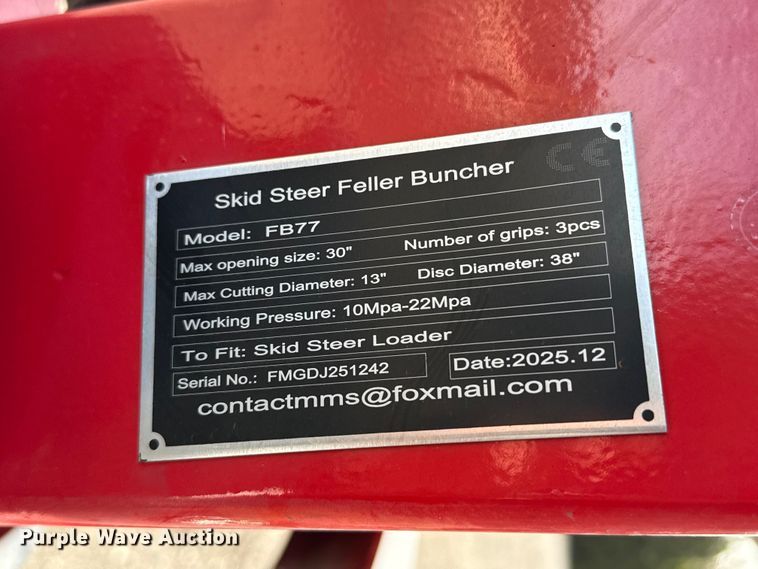 CE
Skid Steer Feller Buncher
Model: FB77
Max opening size: 30" Number of grips: 3pcs
Max Cutting Diameter: 13" Disc Diameter: 38"
Working Pressure: 10Mpa-22Mpa
To Fit: Skid Steer Loader
Serial No.: FMGDJ251242 Date:2025.12
contactmms@foxmail.com
Purple Wave Auction